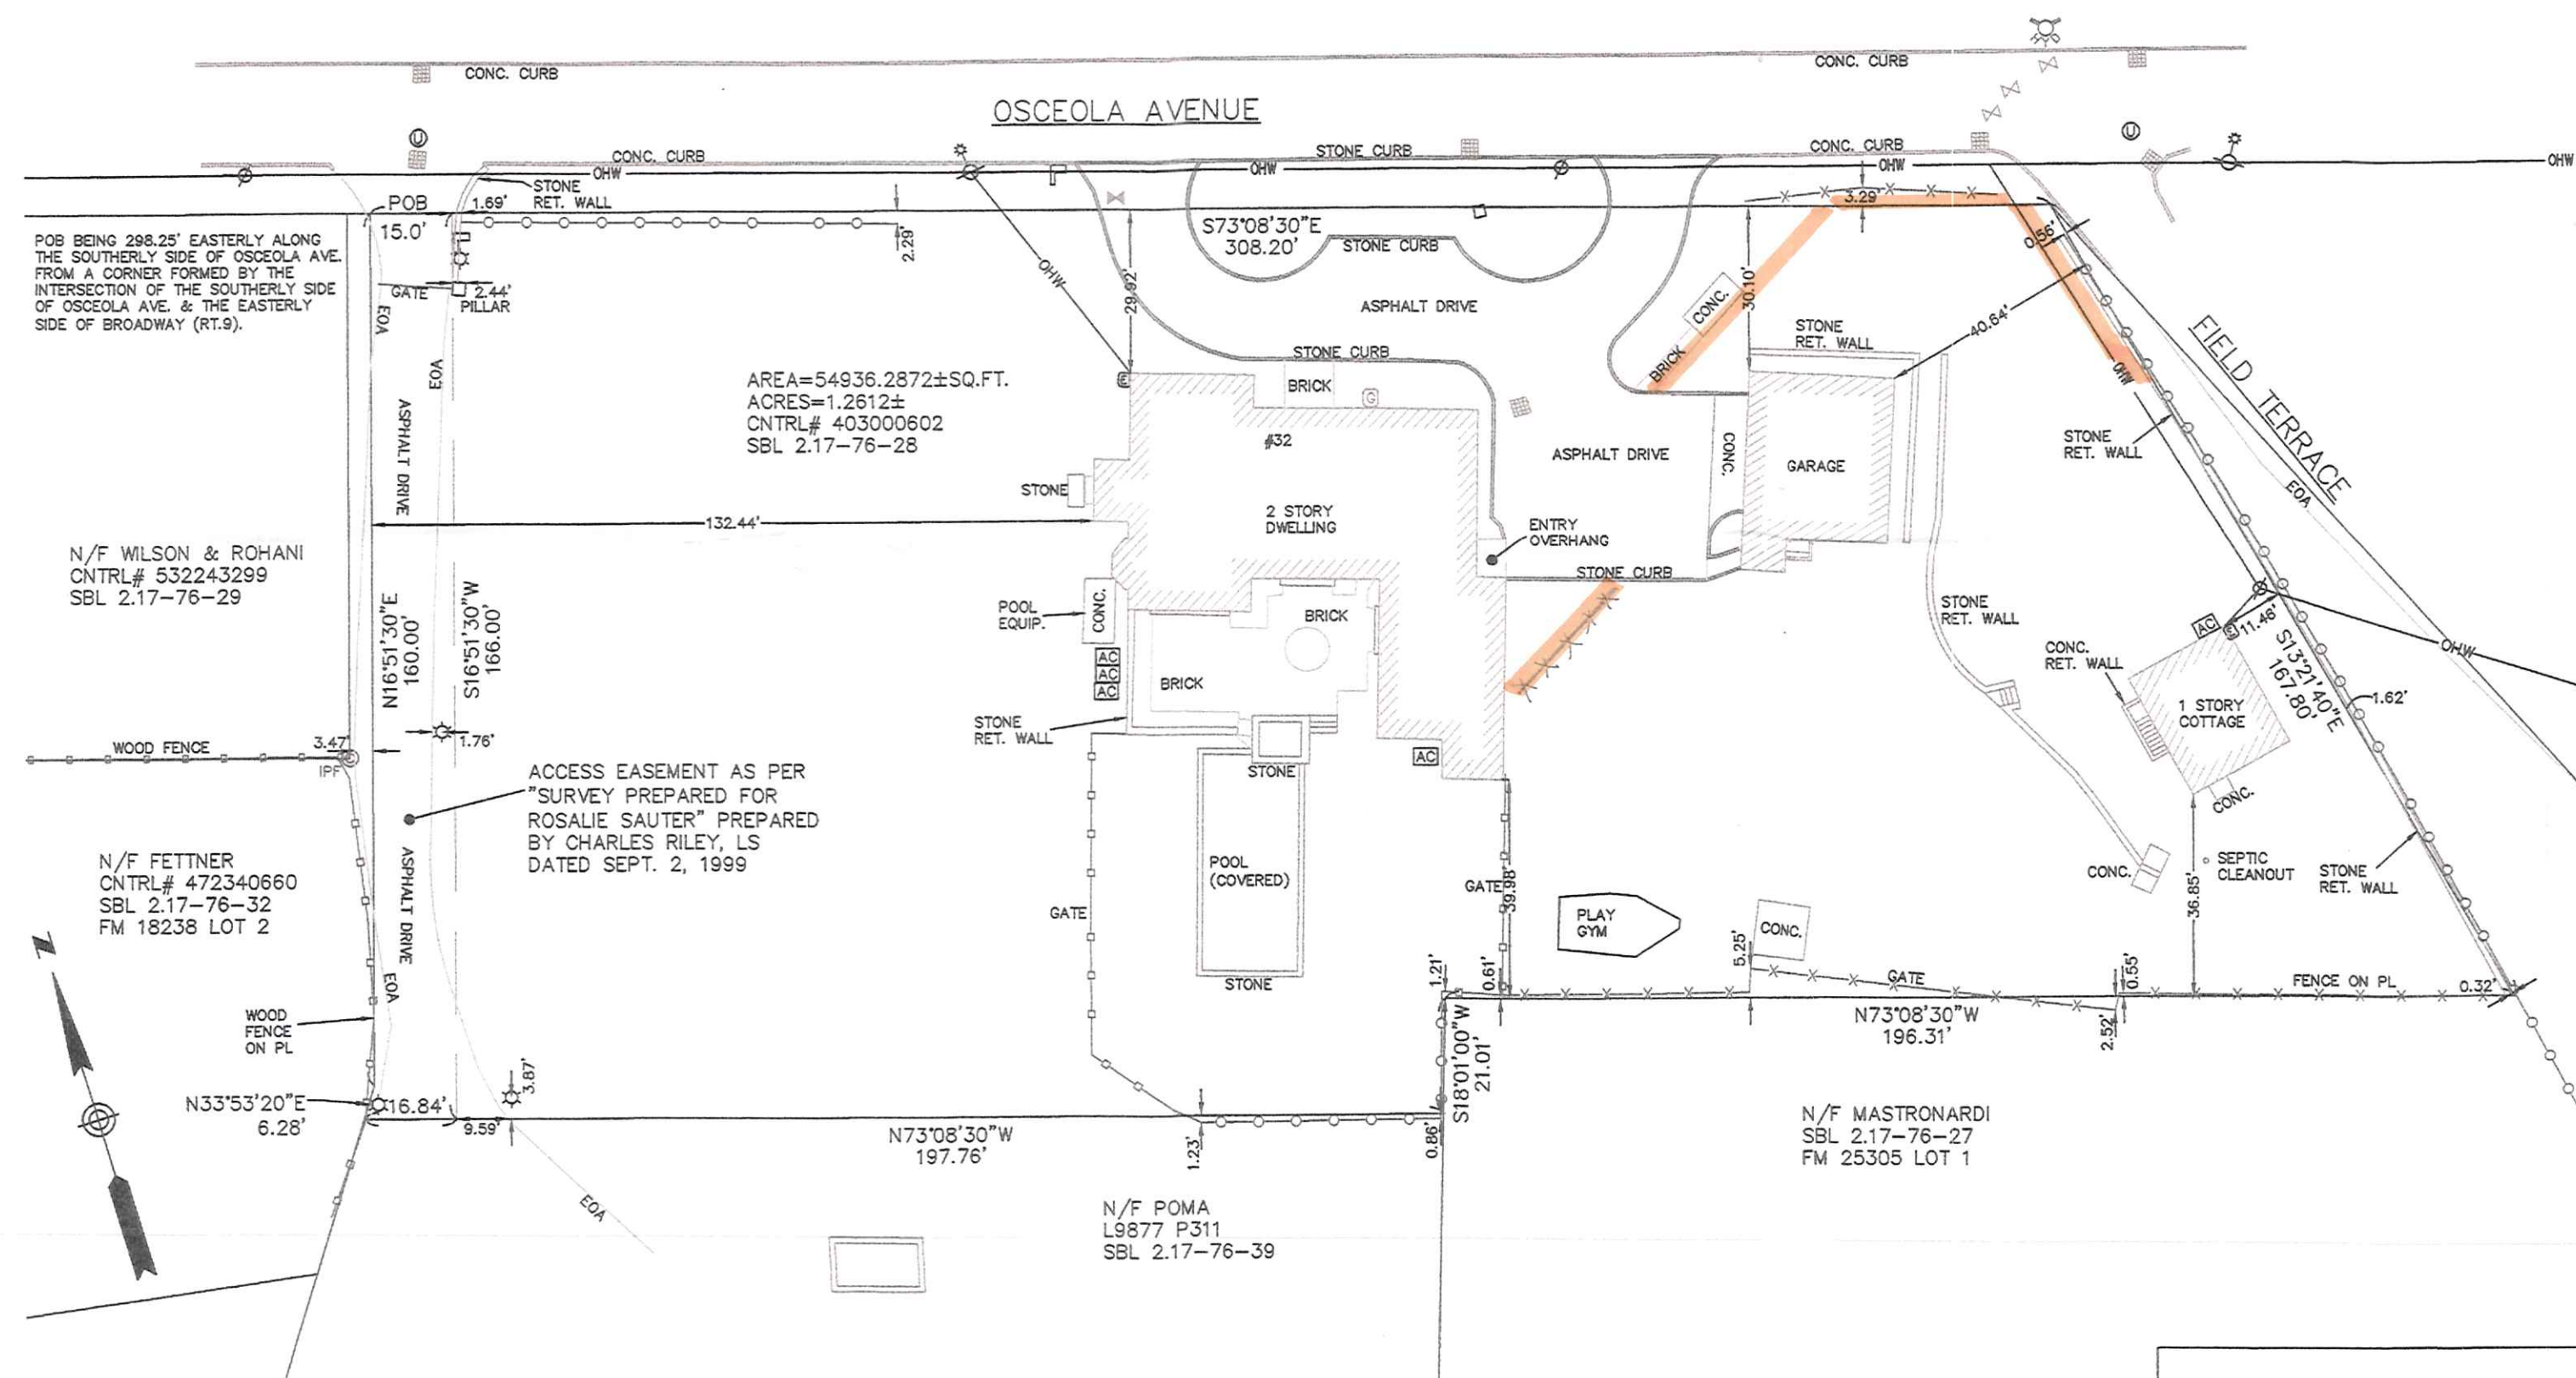 CONC. CURB
CONC. CURB
OSCEOLA AVENUE
U
U
CONC. CURB
STONE CURB
CONC. CURB
OHW
OHW
OHW
OHW
STONE
RET. WALL
POB
1.69'
15.0'
2.29'
S73°08'30"E
308.20'
STONE CURB
3.29'
0.56'
POB BEING 298.25' EASTERLY ALONG
THE SOUTHERLY SIDE OF OSCEOLA AVE.
FROM A CORNER FORMED BY THE
INTERSECTION OF THE SOUTHERLY SIDE
OF OSCEOLA AVE. & THE EASTERLY
SIDE OF BROADWAY (RT.9).
GATE
2.44'
PILLAR
EOA
EOA
OHW
29.92'
ASPHALT DRIVE
CONC.
BRICK
30.10'
STONE
RET. WALL
40.64'
OHW
FIELD TERRACE
EOA
STONE CURB
BRICK
G
E
AREA=54936.2872±SQ.FT.
ACRES=1.2612±
CNTRL# 403000602
SBL 2.17-76-28
ASPHALT DRIVE
#32
ASPHALT DRIVE
CONC.
GARAGE
STONE
RET. WALL
STONE
132.44'
2 STORY
DWELLING
ENTRY
OVERHANG
STONE CURB
N/F WILSON & ROHANI
CNTRL# 532243299
SBL 2.17-76-29
N16°51'30"E
160.00'
S16°51'30"W
166.00'
POOL
EQUIP.
CONC.
BRICK
AC
AC
AC
BRICK
STONE
RET. WALL
STONE
RET. WALL
CONC.
RET. WALL
AC
E
11.46'
OHW
S13°21'40"E
167.80'
1 STORY
COTTAGE
1.62'
CONC.
WOOD FENCE
3.47'
IPF
1.76'
AC
STONE
ACCESS EASEMENT AS PER
"SURVEY PREPARED FOR
ROSALIE SAUTER" PREPARED
BY CHARLES RILEY, LS
DATED SEPT. 2, 1999
N/F FETTNER
CNTRL# 472340660
SBL 2.17-76-32
FM 18238 LOT 2
ASPHALT DRIVE
EOA
GATE
POOL
(COVERED)
GATE
39.98'
PLAY
GYM
CONC.
5.25'
CONC.
SEPTIC
CLEANOUT
36.85'
STONE
RET. WALL
N
STONE
1.21'
0.61'
GATE
0.55'
FENCE ON PL
0.32'
WOOD
FENCE
ON PL
N73°08'30"W
196.31'
2.52'
S18°01'00"W
21.01'
N33°53'20"E
6.28'
16.84'
9.59'
3.87'
N73°08'30"W
197.76'
1.23'
0.86'
N/F MASTRONARDI
SBL 2.17-76-27
FM 25305 LOT 1
EOA
N/F POMA
L9877 P311
SBL 2.17-76-39